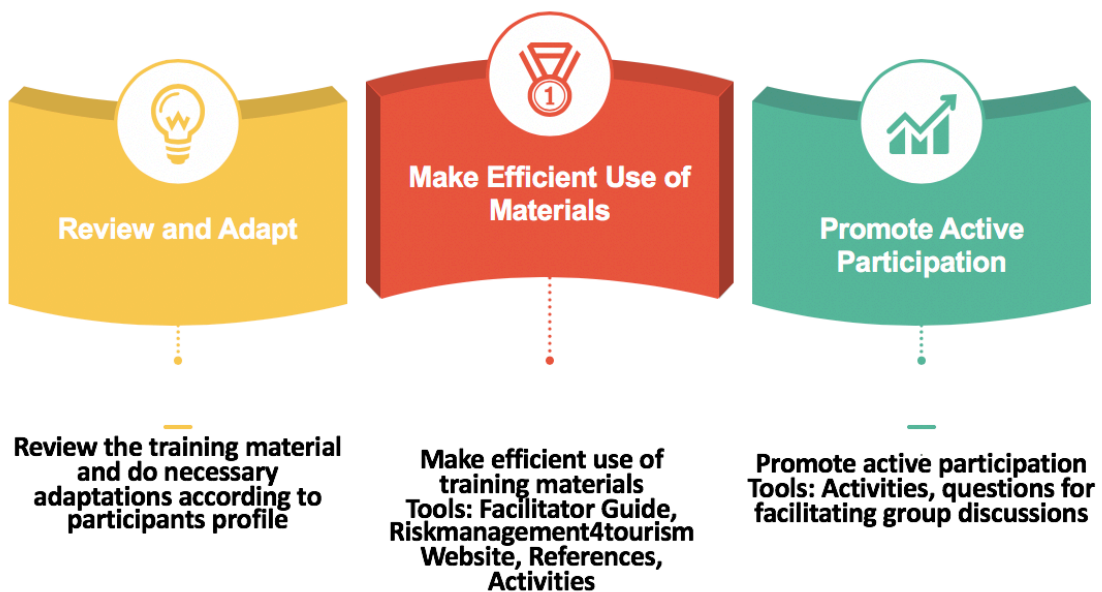 1
Review and Adapt
Make Efficient Use of
Materials
Promote Active
Participation
Review the training material
and do necessary
adaptations according to
participants profile
Make efficient use of
training materials
Tools: Facilitator Guide,
Riskmanagement4tourism
Website, References,
Activities
Promote active participation
Tools: Activities, questions for
facilitating group discussions